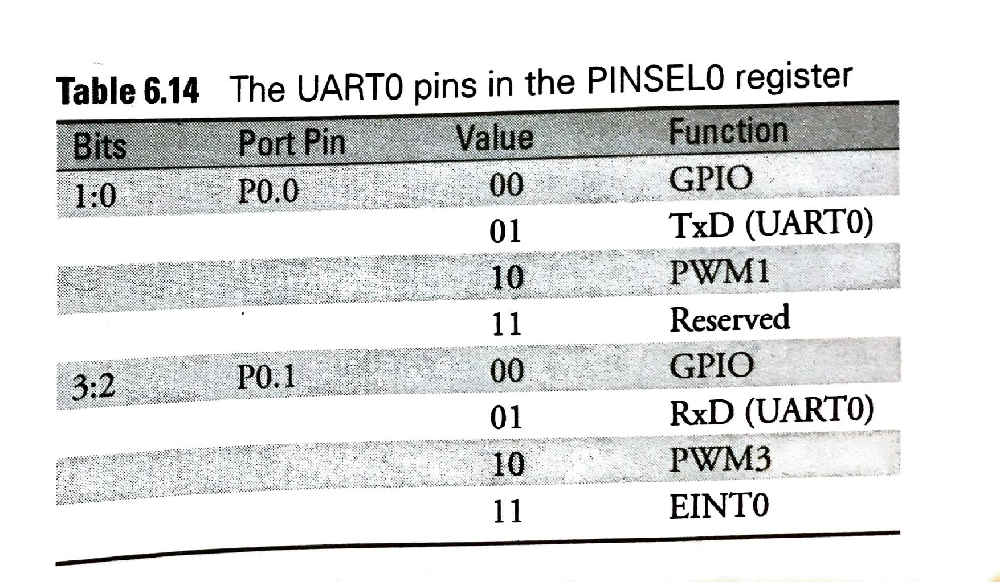 Table 6.14 The UART0 pins in the PINSEL0 register
Bits Port Pin Value Function
1:0 P0.0 00 GPIO
01 TxD (UART0)
10 PWM1
11 Reserved
3:2 P0.1 00 GPIO
01 RxD (UART0)
10 PWM3
11 EINT0